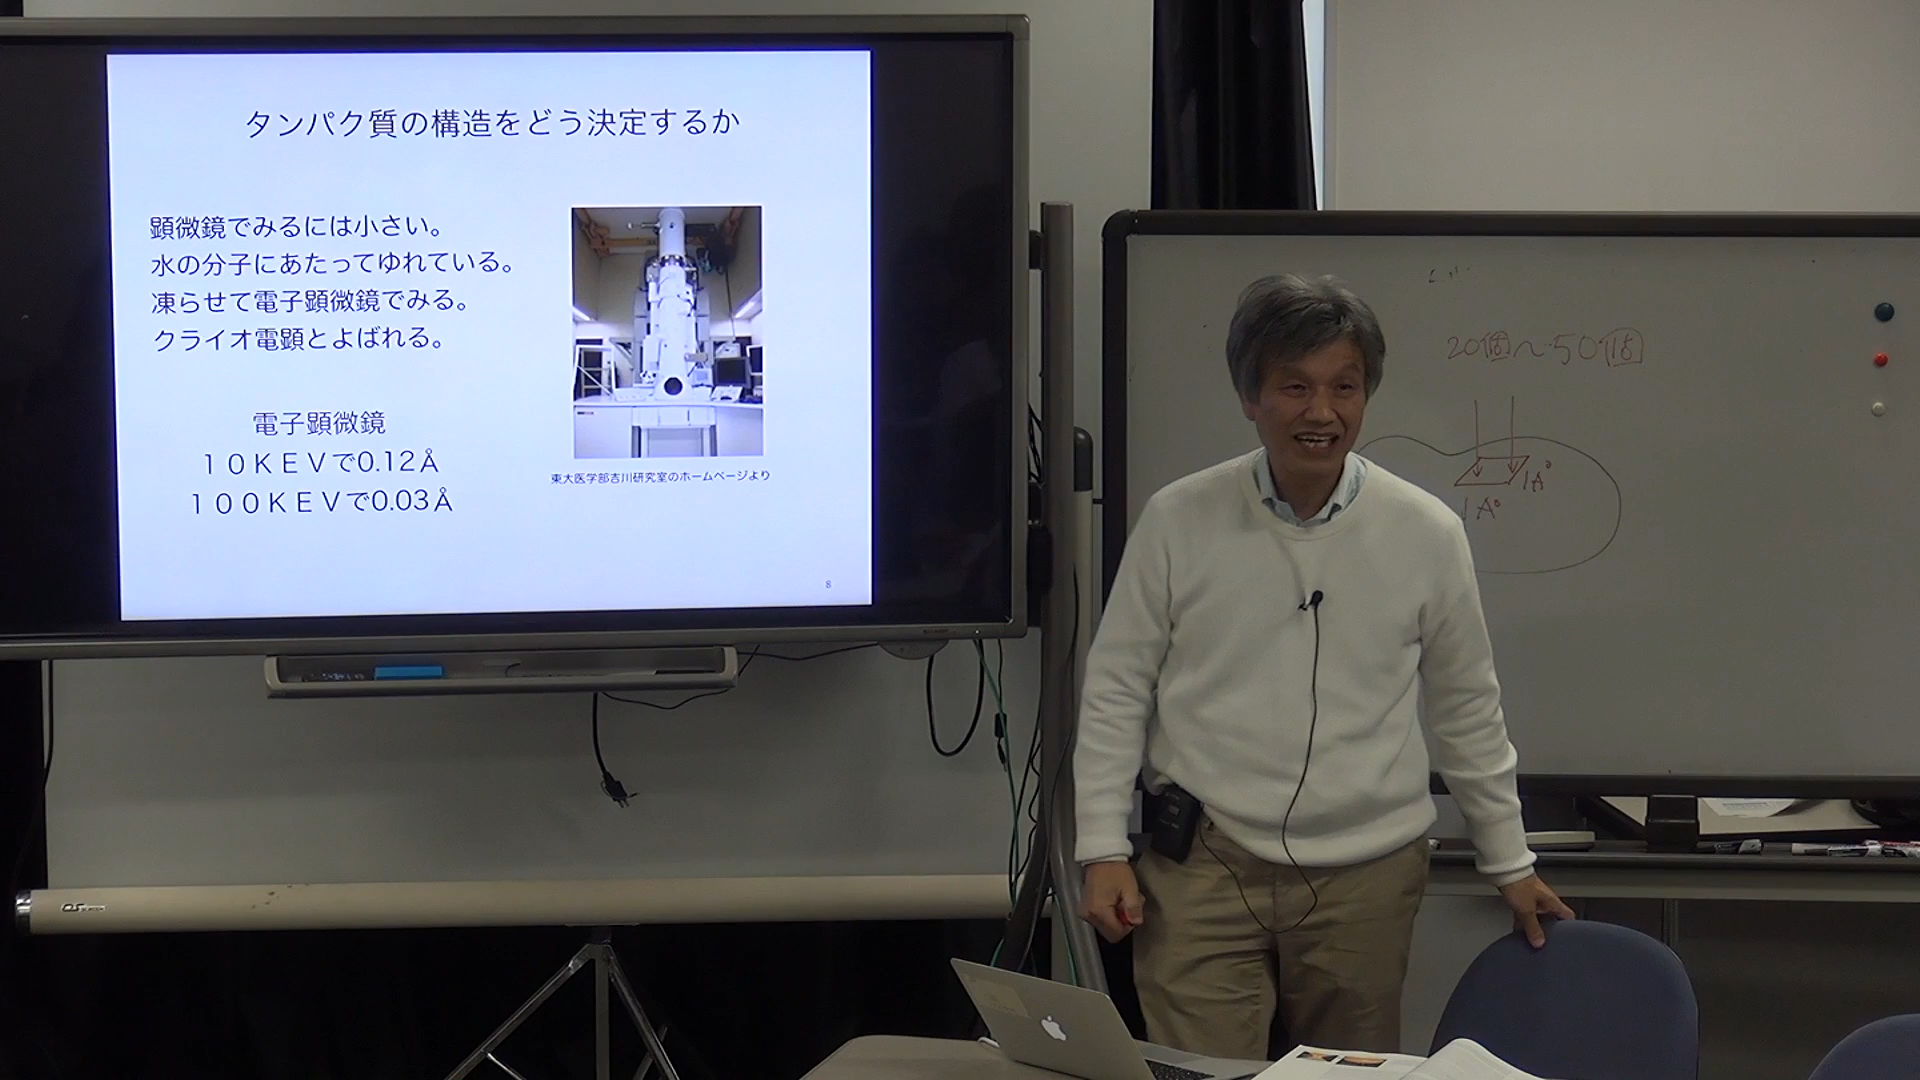 タンパク質の構造をどう決定するか
顕微鏡でみるには小さい。
水の分子にあたってゆれている。
凍らせて電子顕微鏡でみる。
クライオ電顕とよばれる。
電子顕微鏡
１０ＫＥＶで0.12Å
１００ＫＥＶで0.03Å
東大医学部吉川研究室のホームページより
8
20個〜50個
1A°
1A°